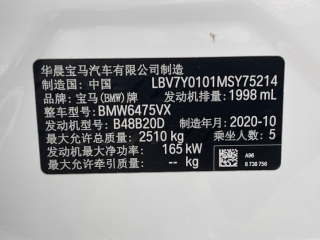 华晨宝马汽车有限公司制造
制造国: 中国 LBV7Y0101MSY75214
品牌: 宝马(BMW)牌 发动机排量: 1998 mL
整车型号: BMW6475VX
发动机型号: B48B20D 制造年月: 2020-10
最大允许总质量: 2510 kg 乘坐人数: 5
发动机最大净功率: 165 kW A96
最大允许牵引质量: -- kg 8 738 756